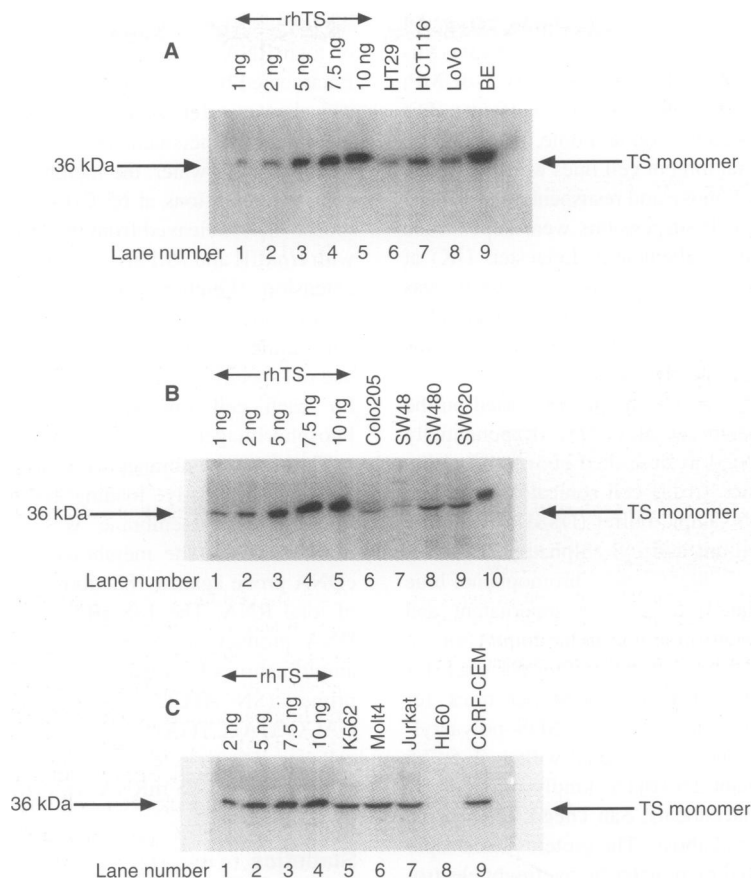 A
rhTS
1 ng 2 ng 5 ng 7.5 ng 10 ng HT29 HCT116 LoVo BE
36 kDa TS monomer
Lane number 1 2 3 4 5 6 7 8 9
B
rhTS
1 ng 2 ng 5 ng 7.5 ng 10 ng Colo205 SW48 SW480 SW620
36 kDa TS monomer
Lane number 1 2 3 4 5 6 7 8 9 10
C
rhTS
2 ng 5 ng 7.5 ng 10 ng K562 Molt4 Jurkat HL60 CCRF-CEM
36 kDa TS monomer
Lane number 1 2 3 4 5 6 7 8 9